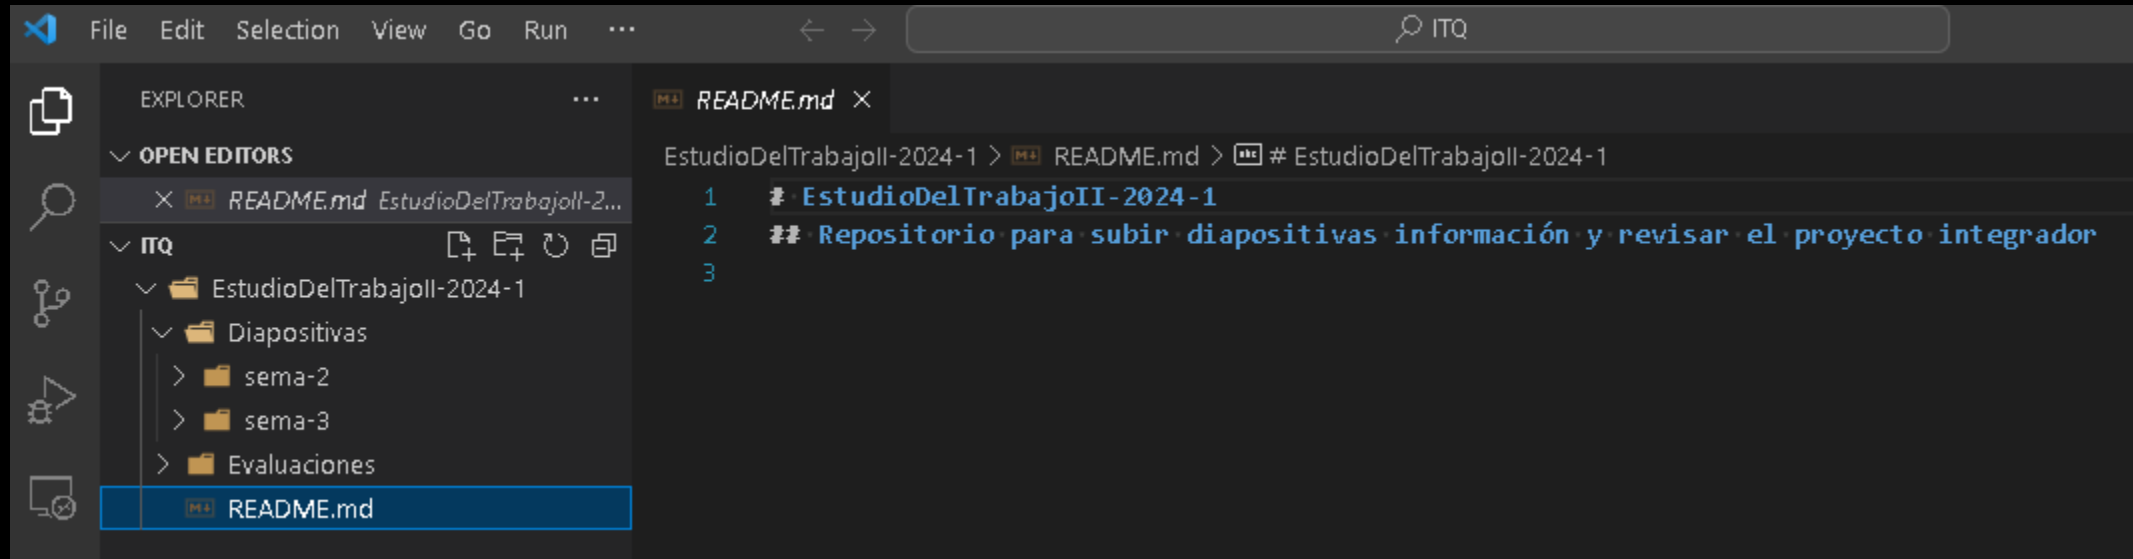 File Edit Selection View Go Run ···
ITQ
EXPLORER ···
OPEN EDITORS
README.md EstudioDelTrabajoII-2...
ITQ
EstudioDelTrabajoII-2024-1
Diapositivas
sema-2
sema-3
Evaluaciones
README.md
README.md
EstudioDelTrabajoII-2024-1 > README.md > # EstudioDelTrabajoII-2024-1
1 # EstudioDelTrabajoII-2024-1
2 ## Repositorio para subir diapositivas información y revisar el proyecto integrador
3